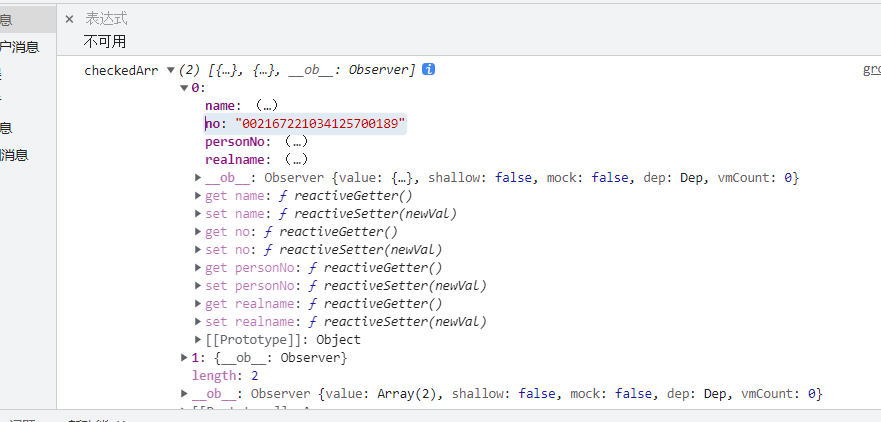 息
户消息
息
消息
× 表达式
不可用
checkedArr ▼(2) [{…}, {…}, __ob__: Observer] i
gro
▼0:
name: (…)
no: "002167221034125700189"
personNo: (…)
realname: (…)
▶__ob__: Observer {value: {…}, shallow: false, mock: false, dep: Dep, vmCount: 0}
▶get name: ƒ reactiveGetter()
▶set name: ƒ reactiveSetter(newVal)
▶get no: ƒ reactiveGetter()
▶set no: ƒ reactiveSetter(newVal)
▶get personNo: ƒ reactiveGetter()
▶set personNo: ƒ reactiveSetter(newVal)
▶get realname: ƒ reactiveGetter()
▶set realname: ƒ reactiveSetter(newVal)
▶[[Prototype]]: Object
▶1: {__ob__: Observer}
length: 2
▶__ob__: Observer {value: Array(2), shallow: false, mock: false, dep: Dep, vmCount: 0}